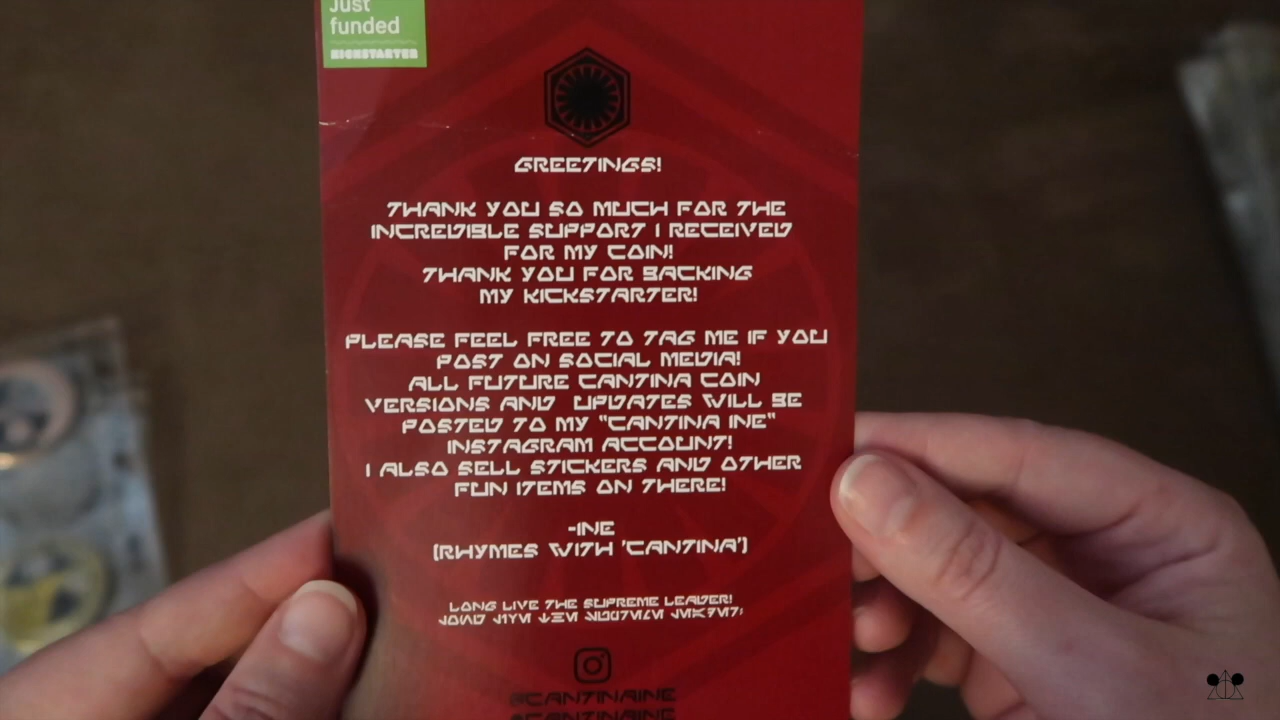 Just
funded
KICKSTARTER
GREETINGS!
THANK YOU SO MUCH FOR THE
INCREDIBLE SUPPORT I RECEIVED
FOR MY COIN!
THANK YOU FOR BACKING
MY KICKSTARTER!
PLEASE FEEL FREE TO TAG ME IF YOU
POST ON SOCIAL MEDIA!
ALL FUTURE CANTINA COIN
VERSIONS AND UPDATES WILL BE
POSTED TO MY "CANTINA INE"
INSTAGRAM ACCOUNT!
I ALSO SELL STICKERS AND OTHER
FUN ITEMS ON THERE!
-INE
(RHYMES WITH 'CANTINA')
LONG LIVE THE SUPREME LEADER!
@CANTINAINE